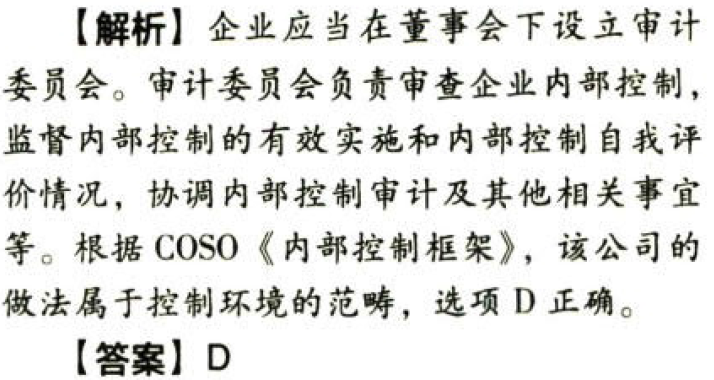 【解析】企业应当在董事会下设立审计
委员会。审计委员会负责审查企业内部控制，
监督内部控制的有效实施和内部控制自我评
价情况，协调内部控制审计及其他相关事宜
等。根据 COSO《内部控制框架》，该公司的
做法属于控制环境的范畴，选项 D 正确。
【答案】D